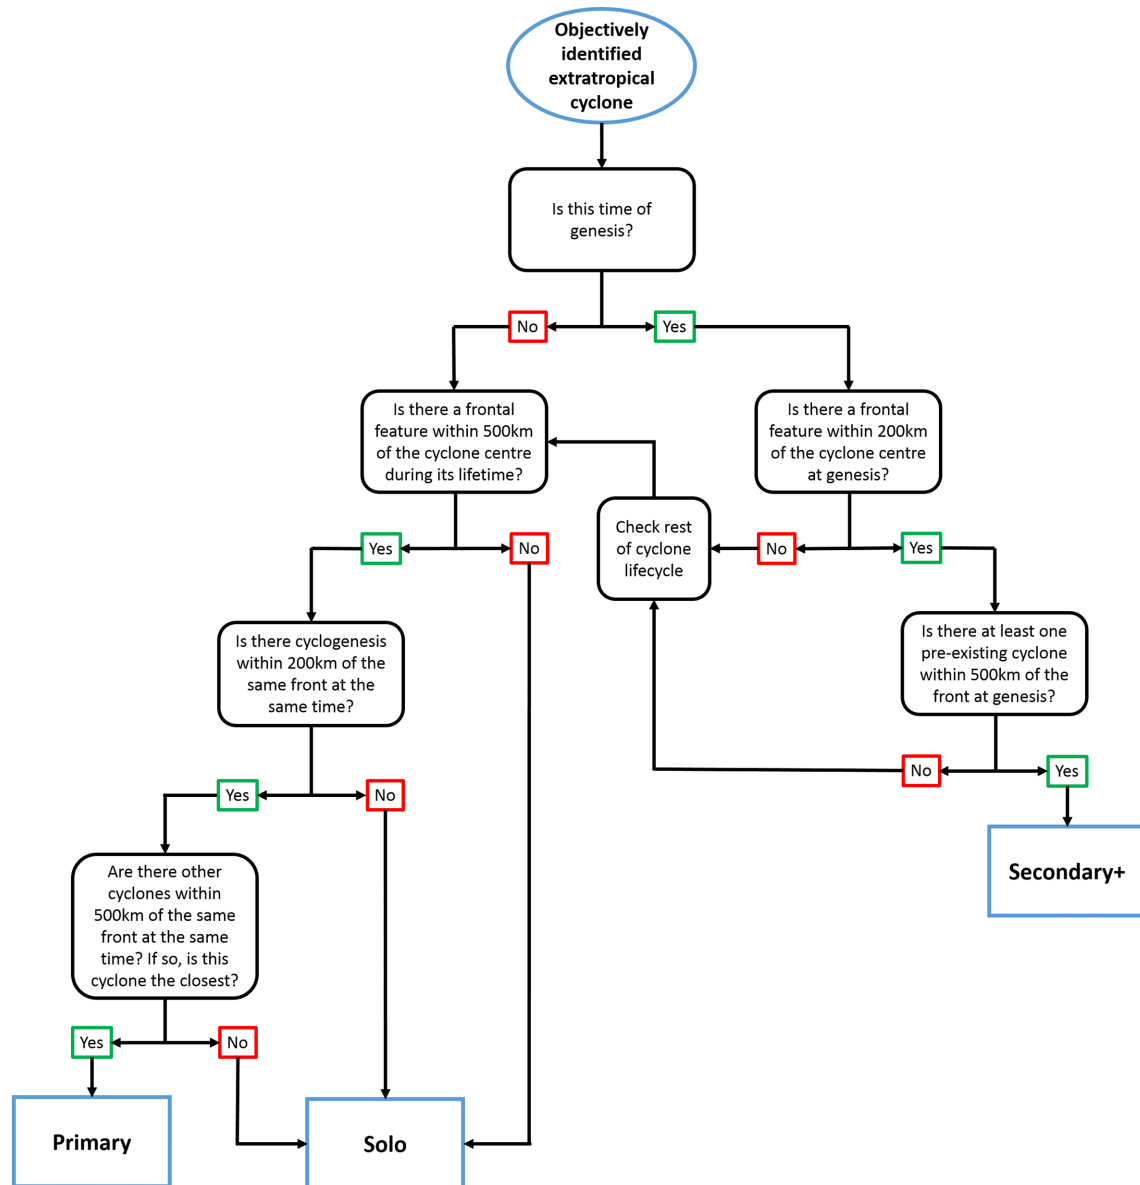 Objectively
identified
extratropical
cyclone
Is this time of
genesis?
No
Yes
Is there a frontal
feature within 500km
of the cyclone centre
during its lifetime?
Is there a frontal
feature within 200km
of the cyclone centre
at genesis?
Check rest
of cyclone
lifecycle
Yes
No
No
Yes
Is there cyclogenesis
within 200km of the
same front at the
same time?
Is there at least one
pre-existing cyclone
within 500km of the
front at genesis?
No
Yes
Yes
No
Are there other
cyclones within
500km of the same
front at the same
time? If so, is this
cyclone the closest?
Secondary+
Yes
No
Primary
Solo